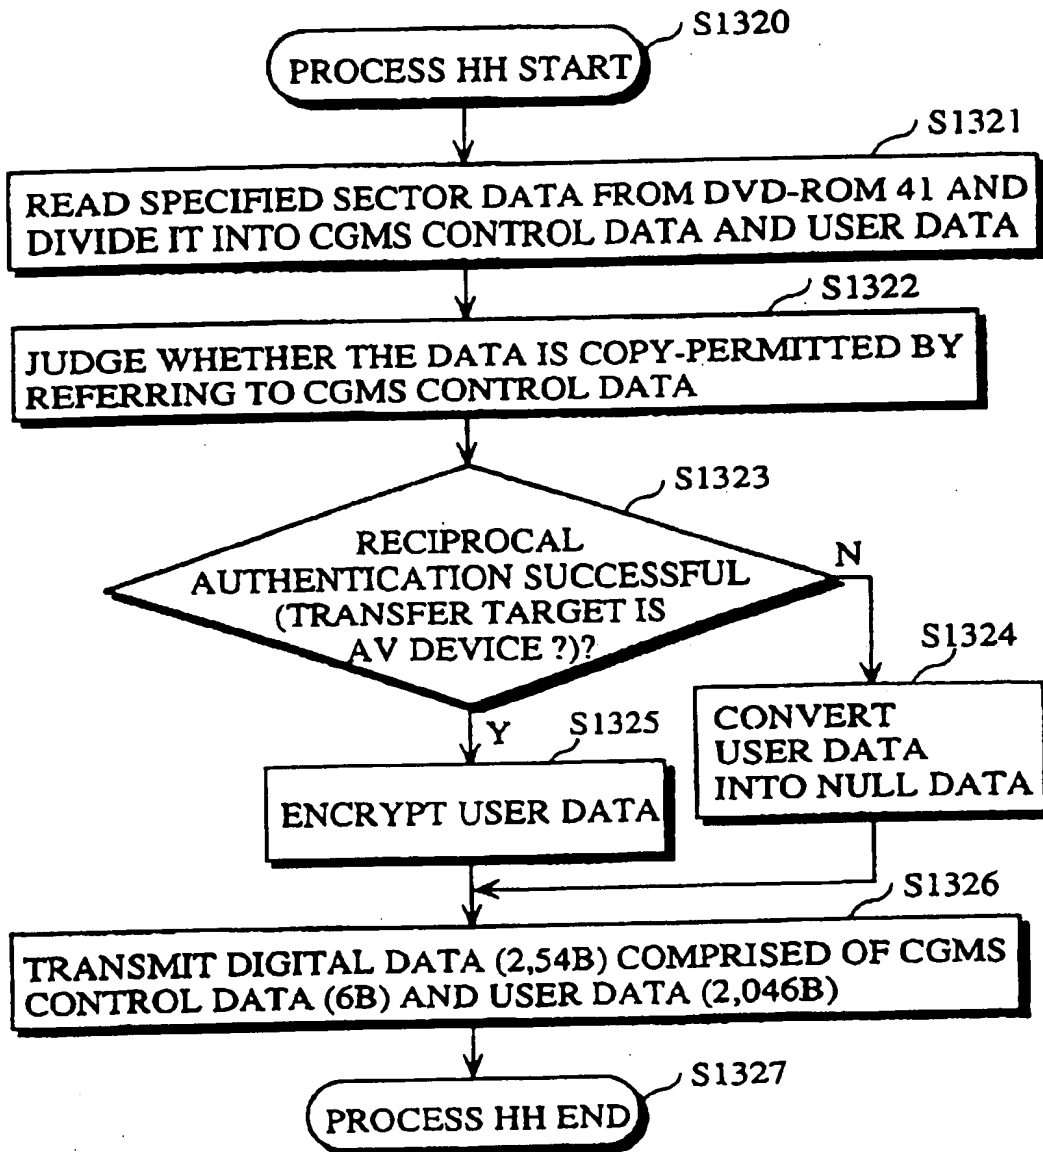 S1320
PROCESS HH START
S1321
READ SPECIFIED SECTOR DATA FROM DVD-ROM 41 AND
DIVIDE IT INTO CGMS CONTROL DATA AND USER DATA
S1322
JUDGE WHETHER THE DATA IS COPY-PERMITTED BY
REFERRING TO CGMS CONTROL DATA
S1323
RECIPROCAL
AUTHENTICATION SUCCESSFUL
(TRANSFER TARGET IS
AV DEVICE ?)?
N
S1324
CONVERT
USER DATA
INTO NULL DATA
Y
S1325
ENCRYPT USER DATA
S1326
TRANSMIT DIGITAL DATA (2,54B) COMPRISED OF CGMS
CONTROL DATA (6B) AND USER DATA (2,046B)
S1327
PROCESS HH END